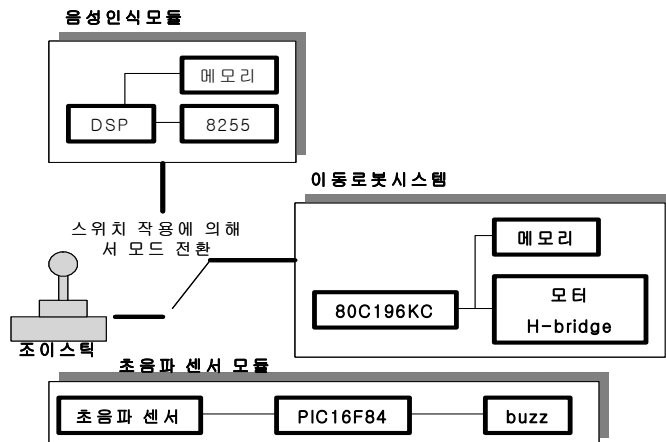 음성인식모듈
메모리
DSP
8255
이동로봇시스템
스위치 작용에 의해
서 모드 전환
메모리
80C196KC
모터
H-bridge
조이스틱
초음파 센서 모듈
초음파 센서
PIC16F84
buzz